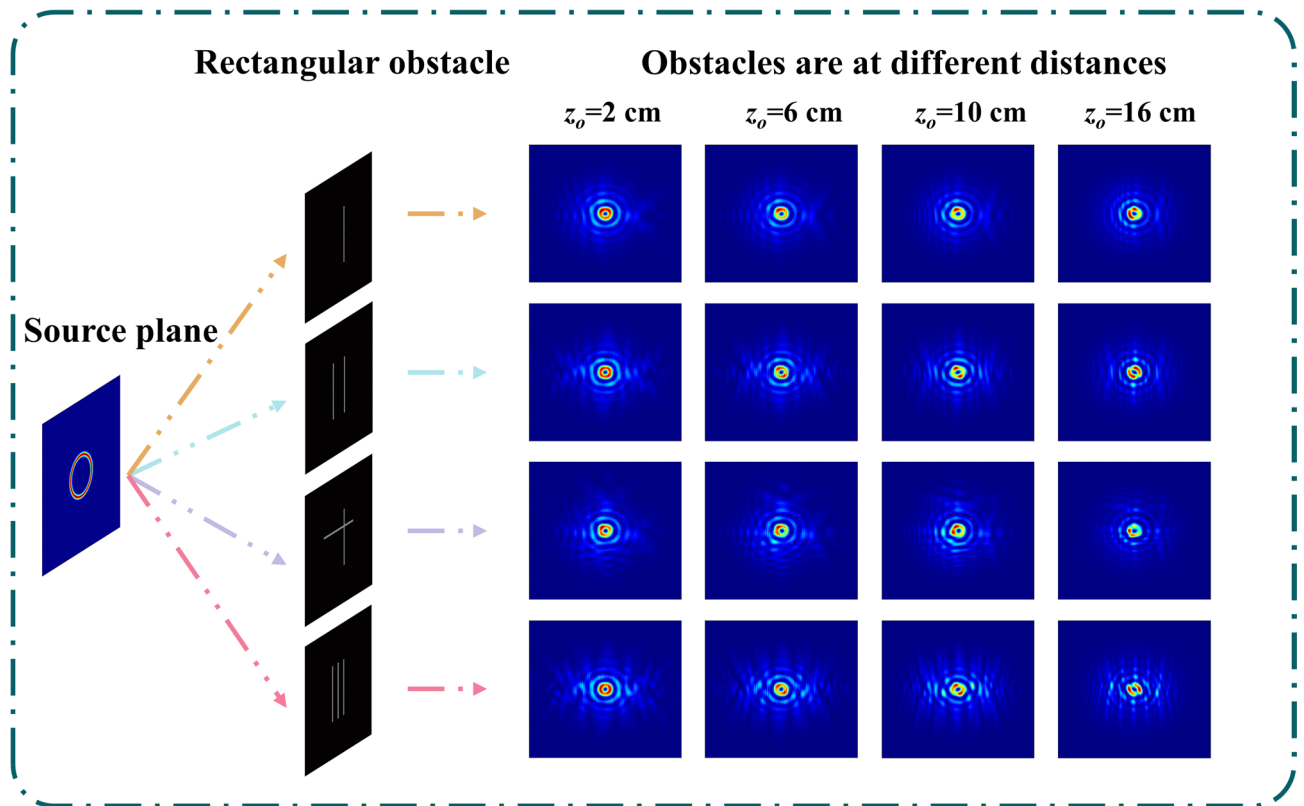 Rectangular obstacle
Obstacles are at different distances
z_o=2 cm
z_o=6 cm
z_o=10 cm
z_o=16 cm
Source plane